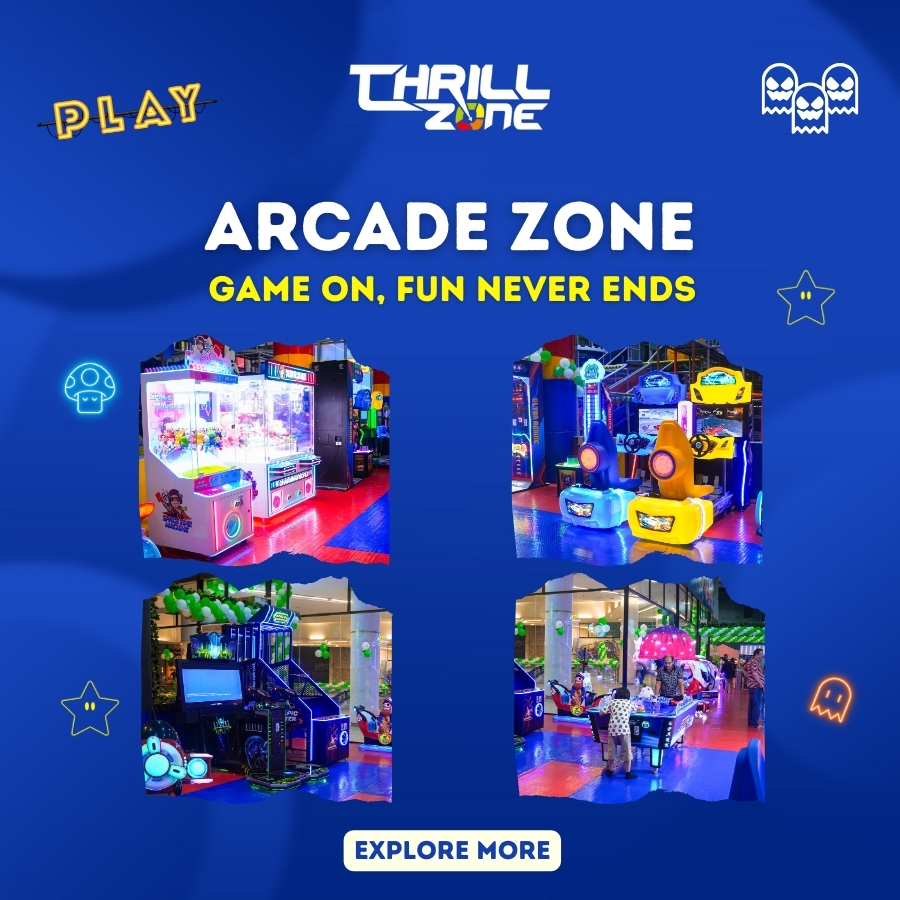 PLAY
THRILL
ZONE
ARCADE ZONE
GAME ON, FUN NEVER ENDS
EXPLORE MORE